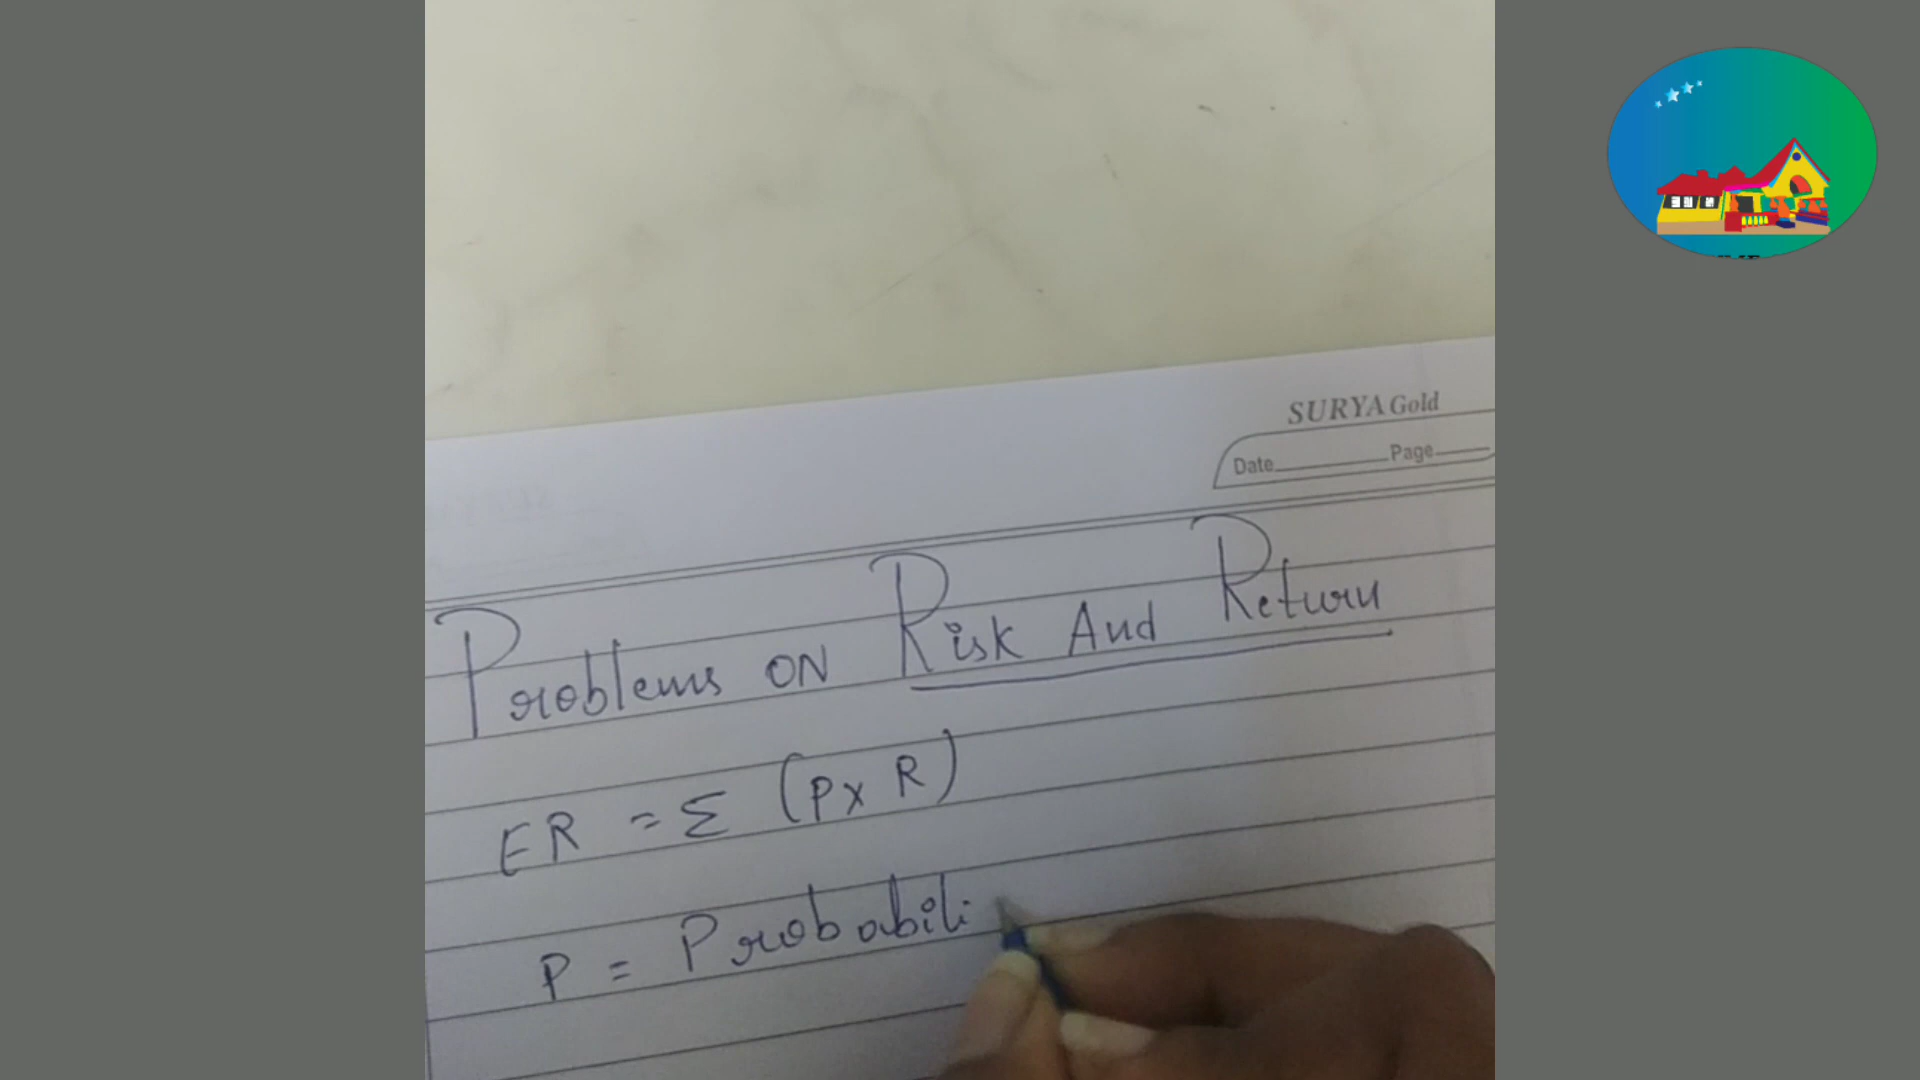 SURYA Gold
Date Page
Problems ON Risk And Return
ER = Σ (P x R)
P = Probabili